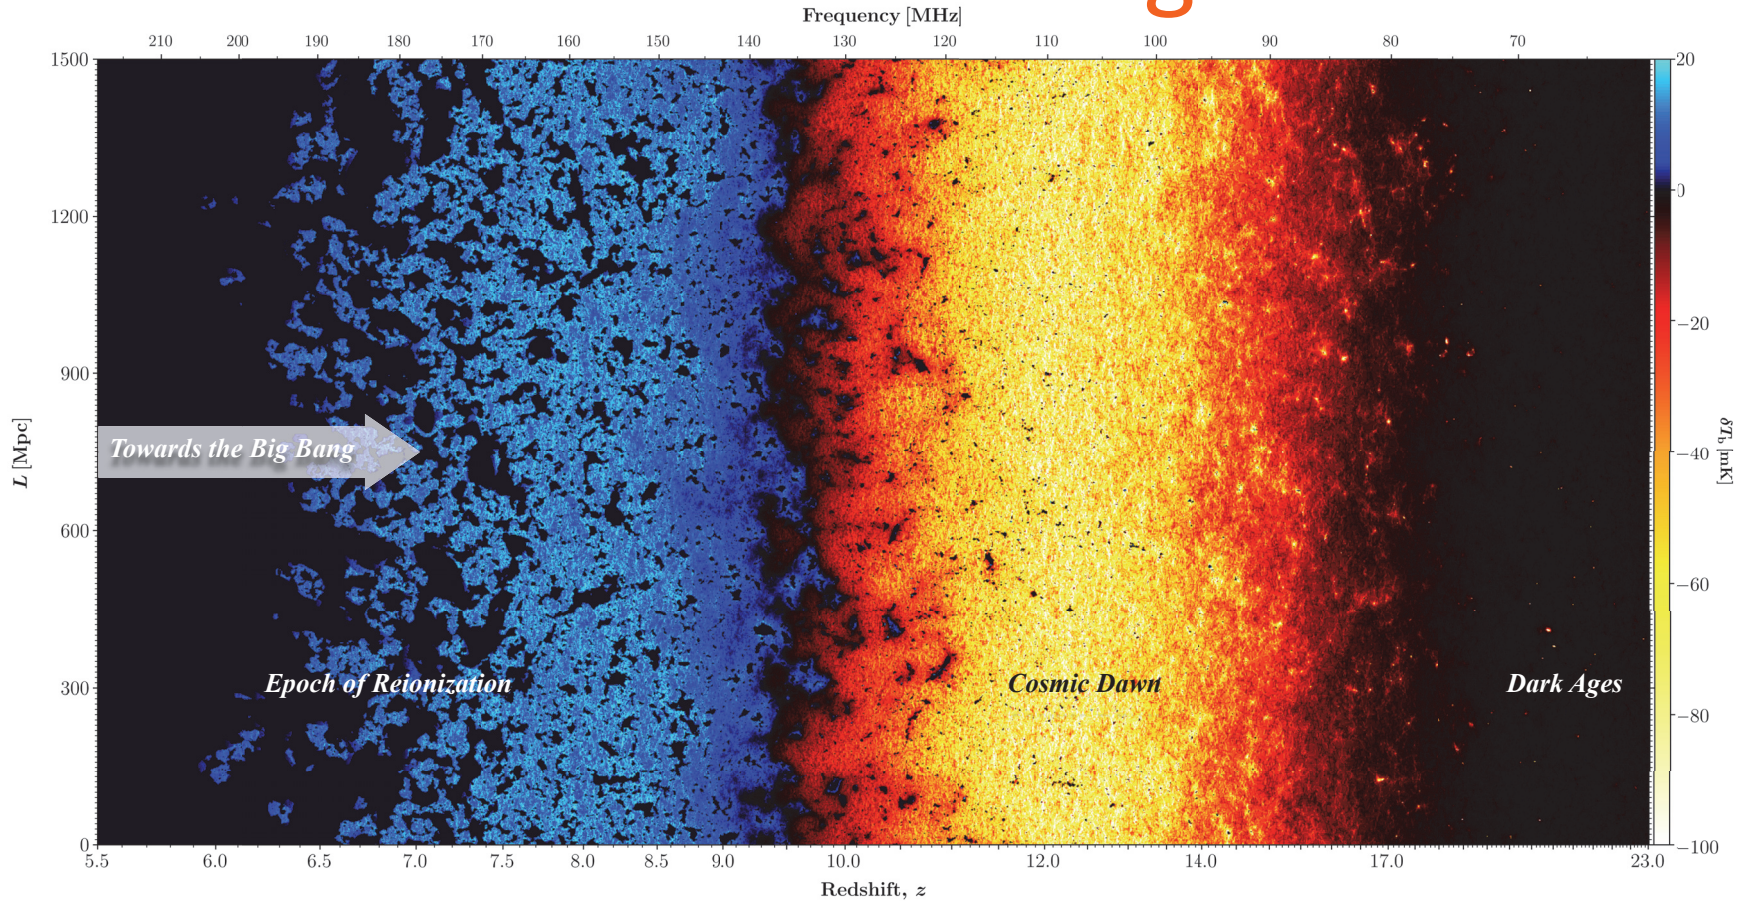 g
Frequency [MHz]
210 200 190 180 170 160 150 140 130 120 110 100 90 80 70
1500
1200
900
600
300
0
L [Mpc]
Towards the Big Bang
Epoch of Reionization
Cosmic Dawn
Dark Ages
5.5 6.0 6.5 7.0 7.5 8.0 8.5 9.0 10.0 12.0 14.0 17.0 23.0
Redshift, z
20
0
−20
−40
−60
−80
−100
δTb [mK]